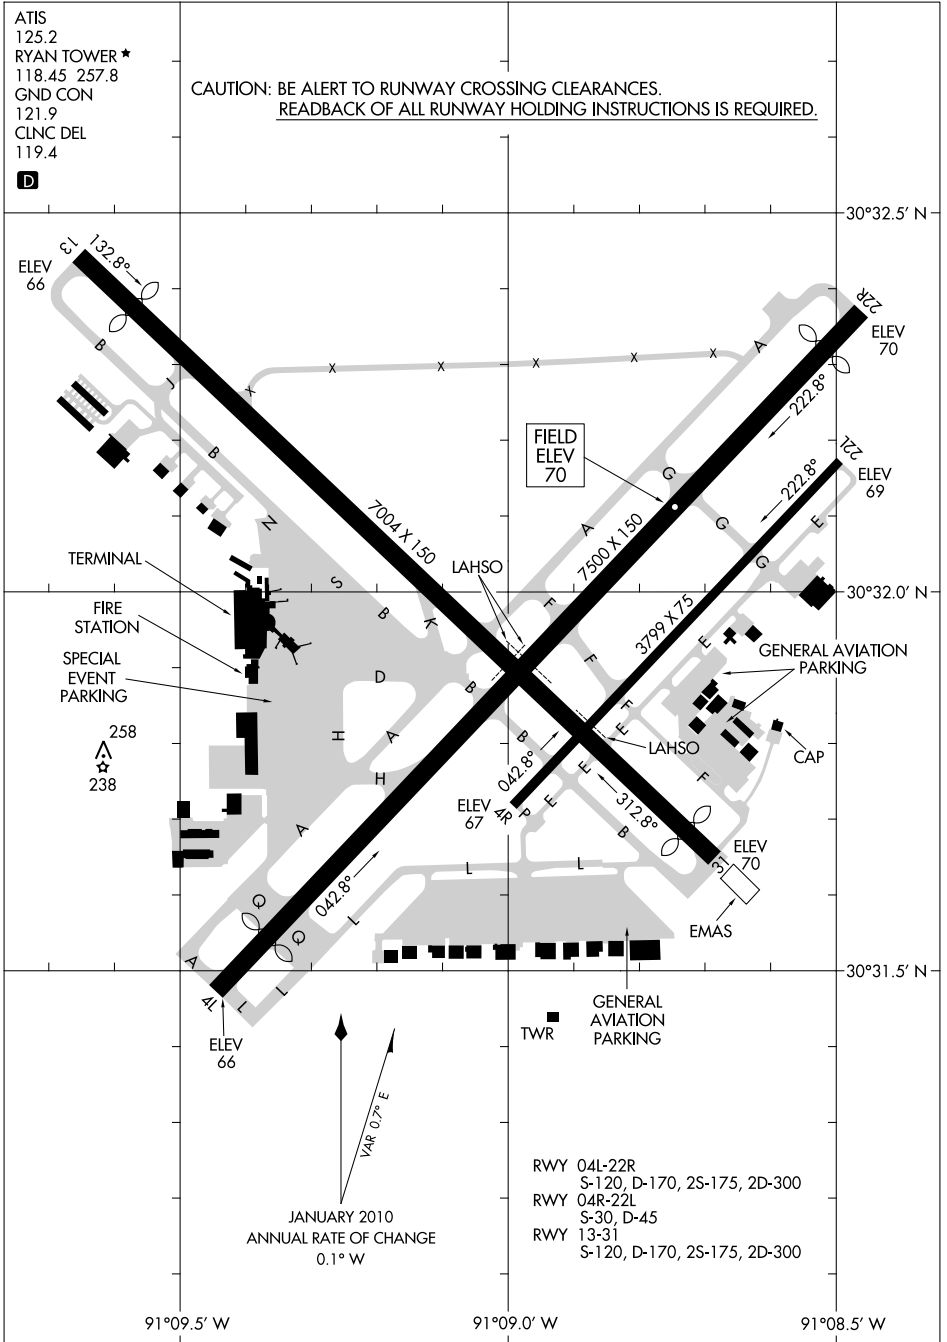 ATIS
125.2
RYAN TOWER ★
118.45 257.8
GND CON
121.9
CLNC DEL
119.4
D
CAUTION: BE ALERT TO RUNWAY CROSSING CLEARANCES.
READBACK OF ALL RUNWAY HOLDING INSTRUCTIONS IS REQUIRED.
30°32.5' N
13
132.8°
ELEV
66
22R
ELEV
70
B
J
A
X
X
X
X
X
X
222.8°
B
FIELD
ELEV
70
22L
ELEV
69
222.8°
G
G
G
E
N
7004 X 150
A
7500 X 150
TERMINAL
S
LAHSO
30°32.0' N
FIRE
STATION
B
K
F
3799 X 75
E
SPECIAL
EVENT
PARKING
GENERAL AVIATION
PARKING
D
B
F
F
258
238
H
A
B
E
LAHSO
CAP
H
042.8°
E
F
ELEV
67
4R
P
E
312.8°
B
A
31
ELEV
70
042.8°
L
L
Q
Q
L
EMAS
A
30°31.5' N
4L
L
L
ELEV
66
TWR
GENERAL
AVIATION
PARKING
VAR 0.7° E
JANUARY 2010
ANNUAL RATE OF CHANGE
0.1° W
RWY 04L-22R
S-120, D-170, 2S-175, 2D-300
RWY 04R-22L
S-30, D-45
RWY 13-31
S-120, D-170, 2S-175, 2D-300
91°09.5' W
91°09.0' W
91°08.5' W